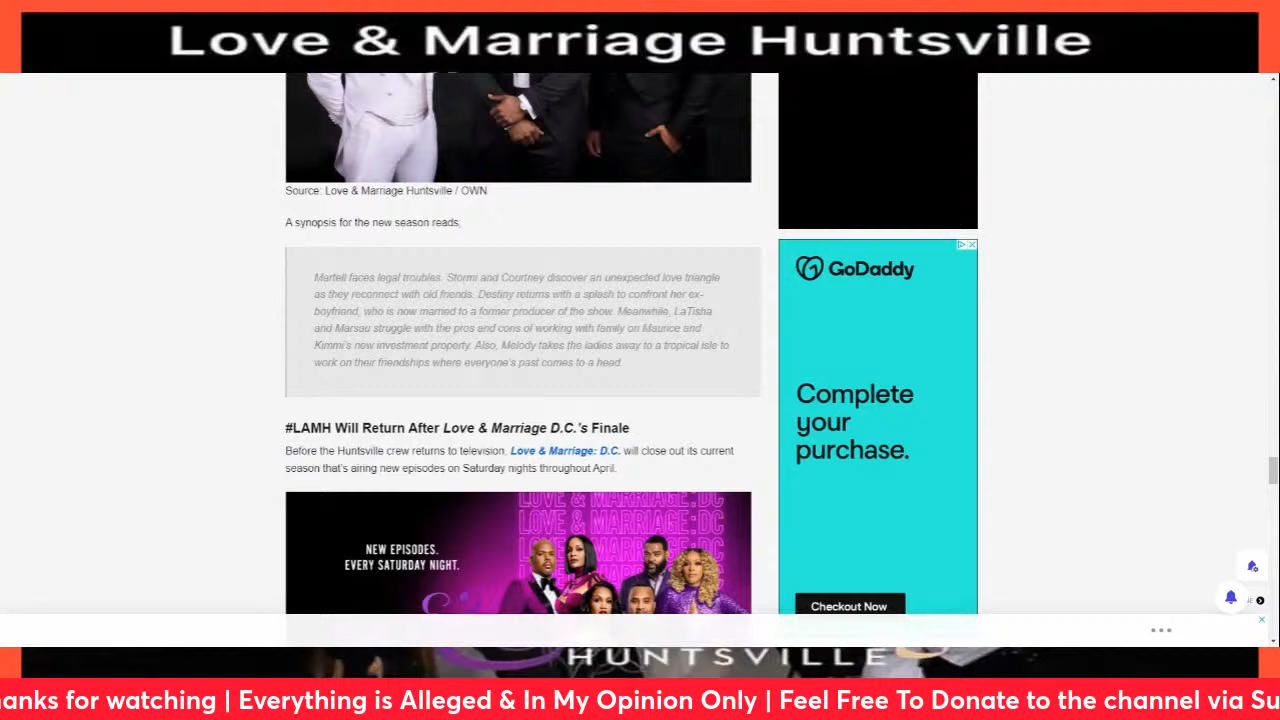 Love & Marriage Huntsville
Source: Love & Marriage Huntsville / OWN
A synopsis for the new season reads;
Martell faces legal troubles. Stormi and Courtney discover an unexpected love triangle
as they reconnect with old friends. Destiny returns with a splash to confront her ex-
boyfriend, who is now married to a former producer of the show. Meanwhile, LaTisha
and Marsau struggle with the pros and cons of working with family on Maurice and
Kimmi's new investment property. Also, Melody takes the ladies away to a tropical isle to
work on their friendships where everyone's past comes to a head.
#LAMH Will Return After Love & Marriage D.C.'s Finale
Before the Huntsville crew returns to television, Love & Marriage: D.C. will close out its current
season that's airing new episodes on Saturday nights throughout April.
LOVE & MARRIAGE:DC
LOVE & MARRIAGE:DC
NEW EPISODES.
EVERY SATURDAY NIGHT.
GoDaddy
Complete
your
purchase.
Checkout Now
HUNTSVILLE
hanks for watching | Everything is Alleged & In My Opinion Only | Feel Free To Donate to the channel via Su